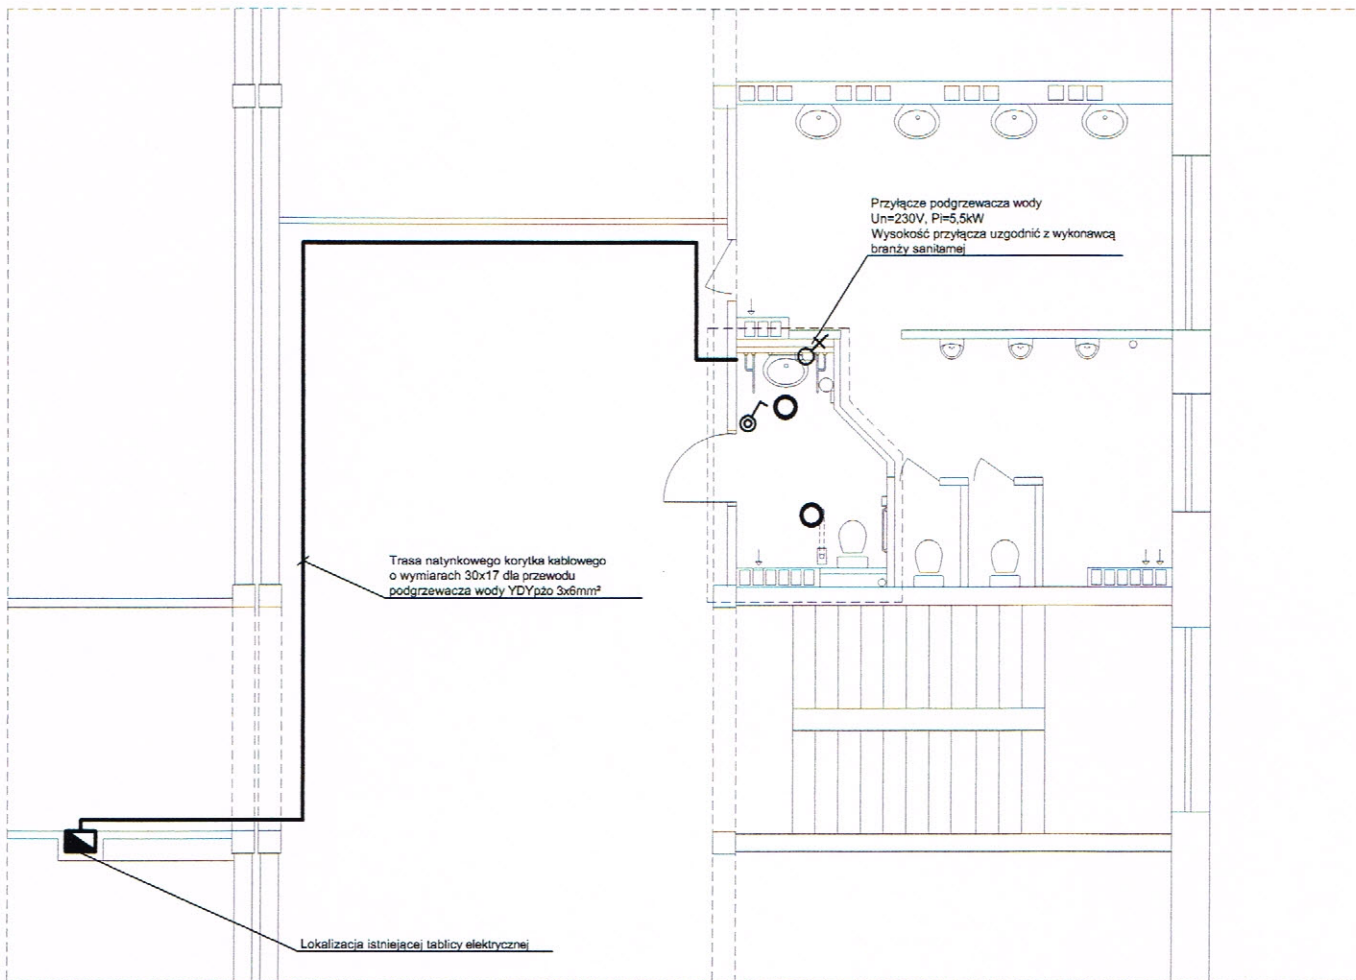 Przyłącze podgrzewacza wody
Un=230V, Pi=5,5kW
Wysokość przyłącza uzgodnić z wykonawcą
branży sanitarnej
Trasa natynkowego korytka kablowego
o wymiarach 30x17 dla przewodu
podgrzewacza wody YDYpżo 3x6mm²
Lokalizacja istniejącej tablicy elektrycznej